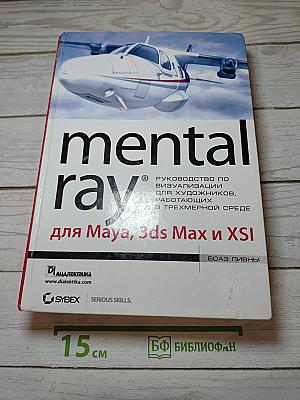 mental
ray®
РУКОВОДСТВО ПО
ВИЗУАЛИЗАЦИИ
ДЛЯ ХУДОЖНИКОВ,
РАБОТАЮЩИХ
В ТРЕХМЕРНОЙ СРЕДЕ
для Maya, 3ds Max и XSI
БОАЗ ЛИВНЫ
ДИАЛЕКТИКА
www.dialektika.com
SYBEX
SERIOUS SKILLS.
15 см
БФ БИБЛИОФАН